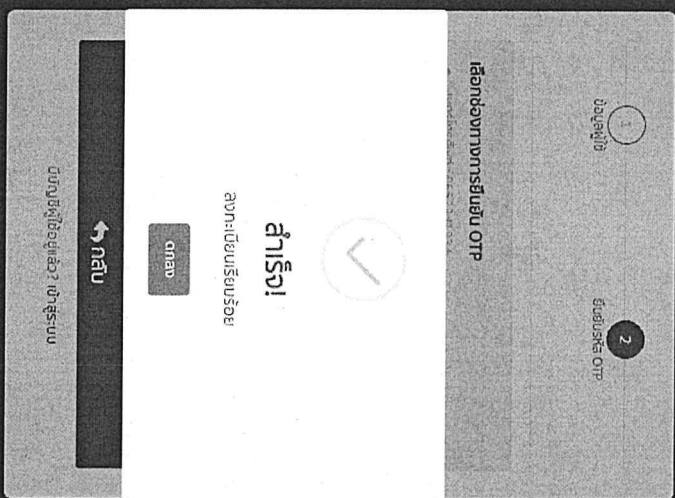 1
2
ข้อมูลผู้ใช้
ยืนยันรหัส OTP
เลือกช่องทางการยืนยัน OTP
สำเร็จ!
ลงทะเบียนเรียบร้อย
ตกลง
กลับ
มีบัญชีผู้ใช้อยู่แล้ว? เข้าสู่ระบบ